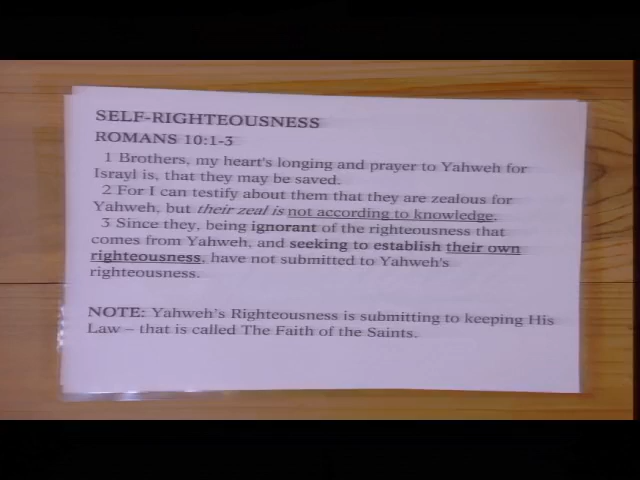 SELF-RIGHTEOUSNESS
ROMANS 10:1-3
1 Brothers, my heart's longing and prayer to Yahweh for
Israyl is, that they may be saved.
2 For I can testify about them that they are zealous for
Yahweh, but their zeal is not according to knowledge.
3 Since they, being ignorant of the righteousness that
comes from Yahweh, and seeking to establish their own
righteousness, have not submitted to Yahweh's
righteousness.
NOTE: Yahweh's Righteousness is submitting to keeping His
Law – that is called The Faith of the Saints.